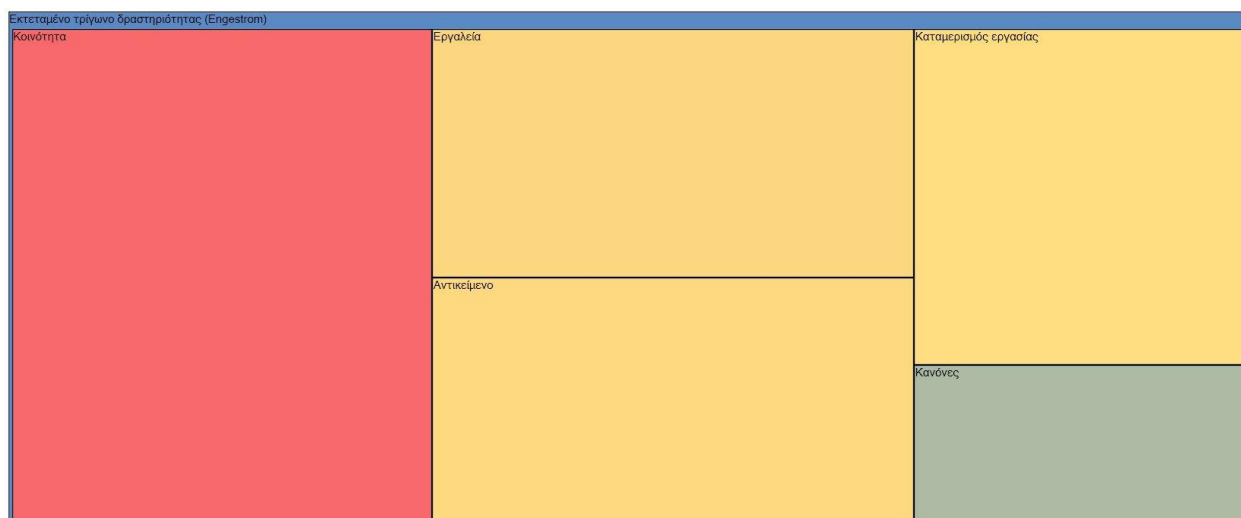 Εκτεταμένο τρίγωνο δραστηριότητας (Engestrom)
Κοινότητα
Εργαλεία
Καταμερισμός εργασίας
Αντικείμενο
Κανόνες